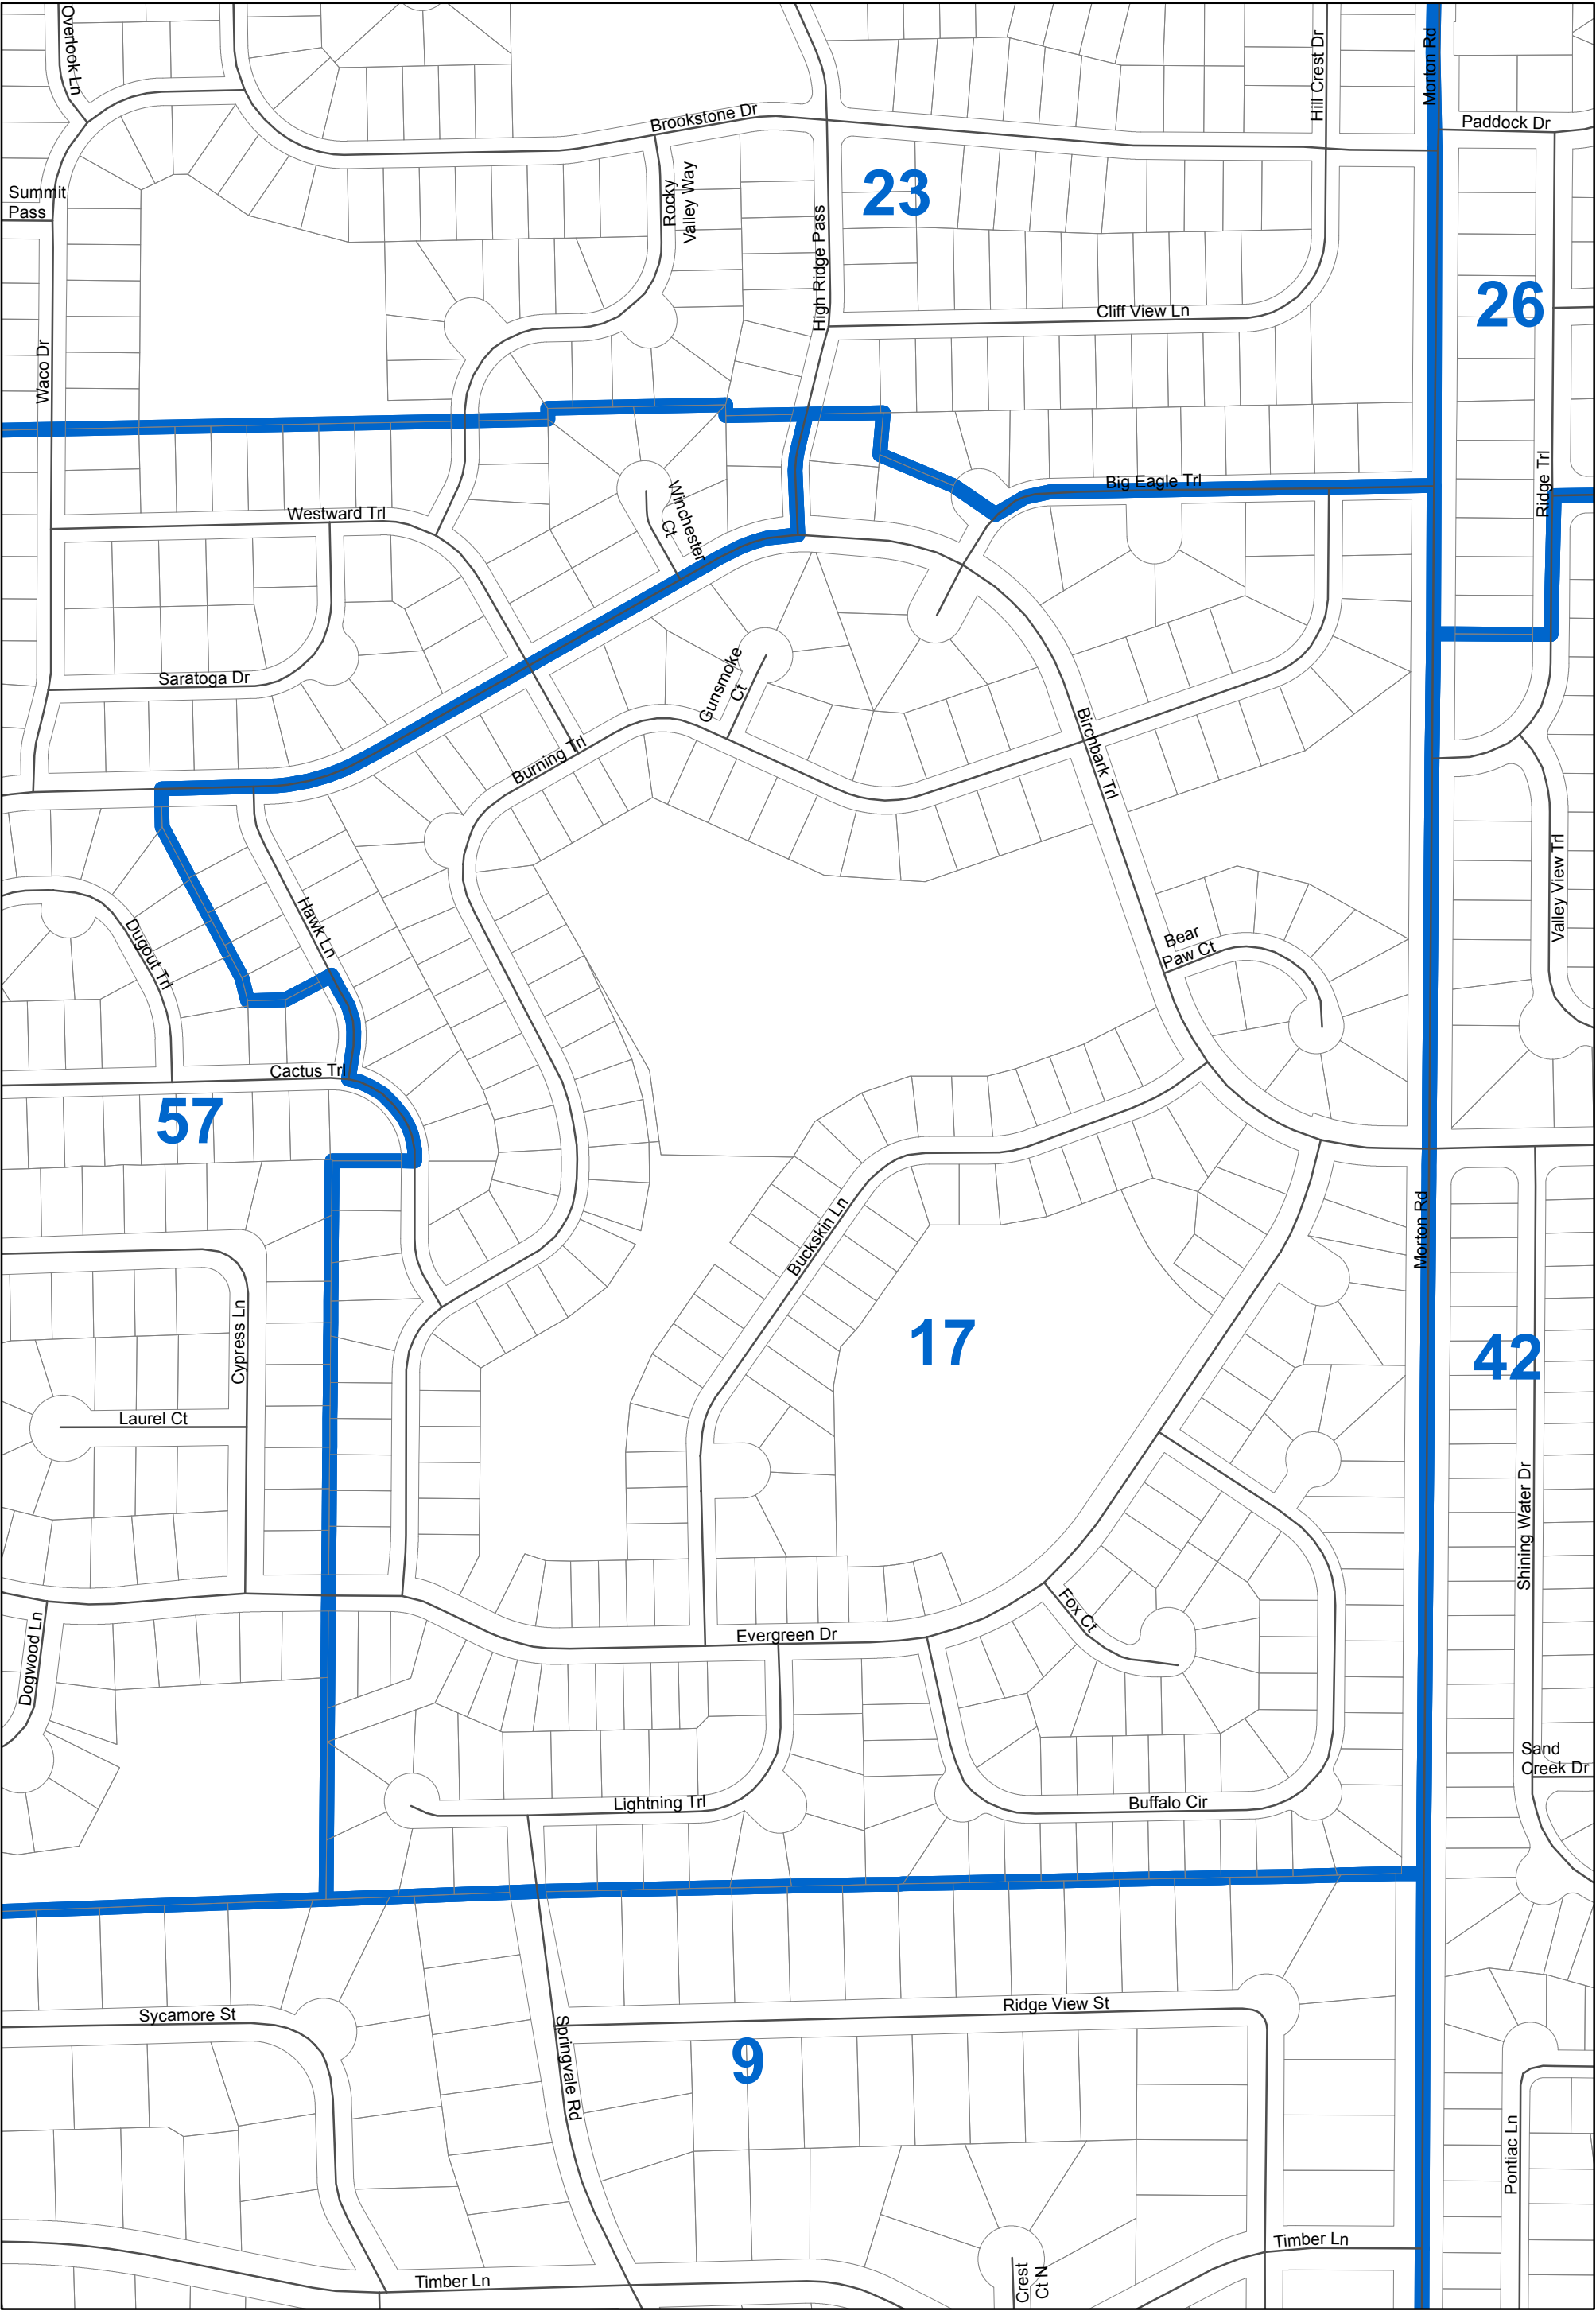 Overlook Ln
Hill Crest Dr
Morton Rd
Brookstone Dr
Paddock Dr
Rocky
Valley Way
23
Summit
Pass
High Ridge Pass
26
Cliff View Ln
Waco Dr
Big Eagle Trl
Ridge Trl
Westward Trl
Winchester
Ct
Saratoga Dr
Gunsmoke
Ct
Burning Trl
Birchbark Trl
Valley View Trl
Hawk Ln
Dugout Trl
Bear
Paw Ct
Cactus Trl
57
Buckskin Ln
Morton Rd
17
42
Cypress Ln
Laurel Ct
Shining Water Dr
Fox Ct
Evergreen Dr
Dogwood Ln
Sand
Creek Dr
Lightning Trl
Buffalo Cir
Ridge View St
Sycamore St
Springvale Rd
9
Pontiac Ln
Timber Ln
Crest
Ct N
Timber Ln